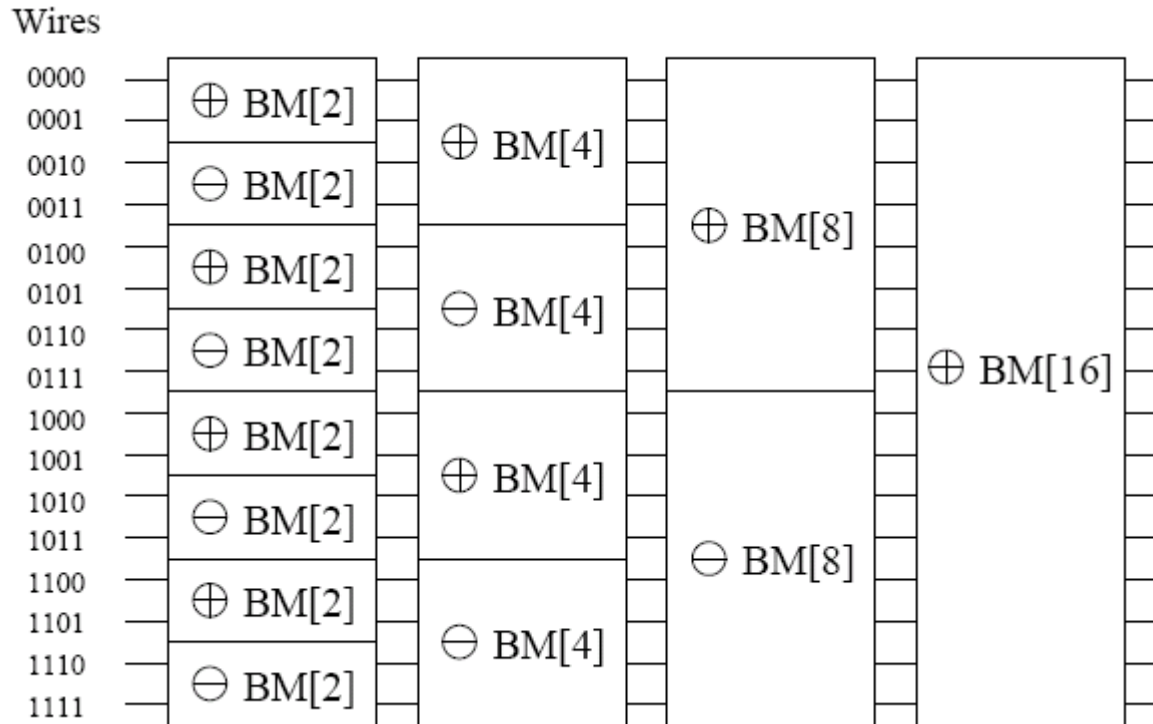 Wires
0000
0001
0010
0011
0100
0101
0110
0111
1000
1001
1010
1011
1100
1101
1110
1111
⊕ BM[2]
⊖ BM[2]
⊕ BM[2]
⊖ BM[2]
⊕ BM[2]
⊖ BM[2]
⊕ BM[2]
⊖ BM[2]
⊕ BM[4]
⊖ BM[4]
⊕ BM[4]
⊖ BM[4]
⊕ BM[8]
⊖ BM[8]
⊕ BM[16]